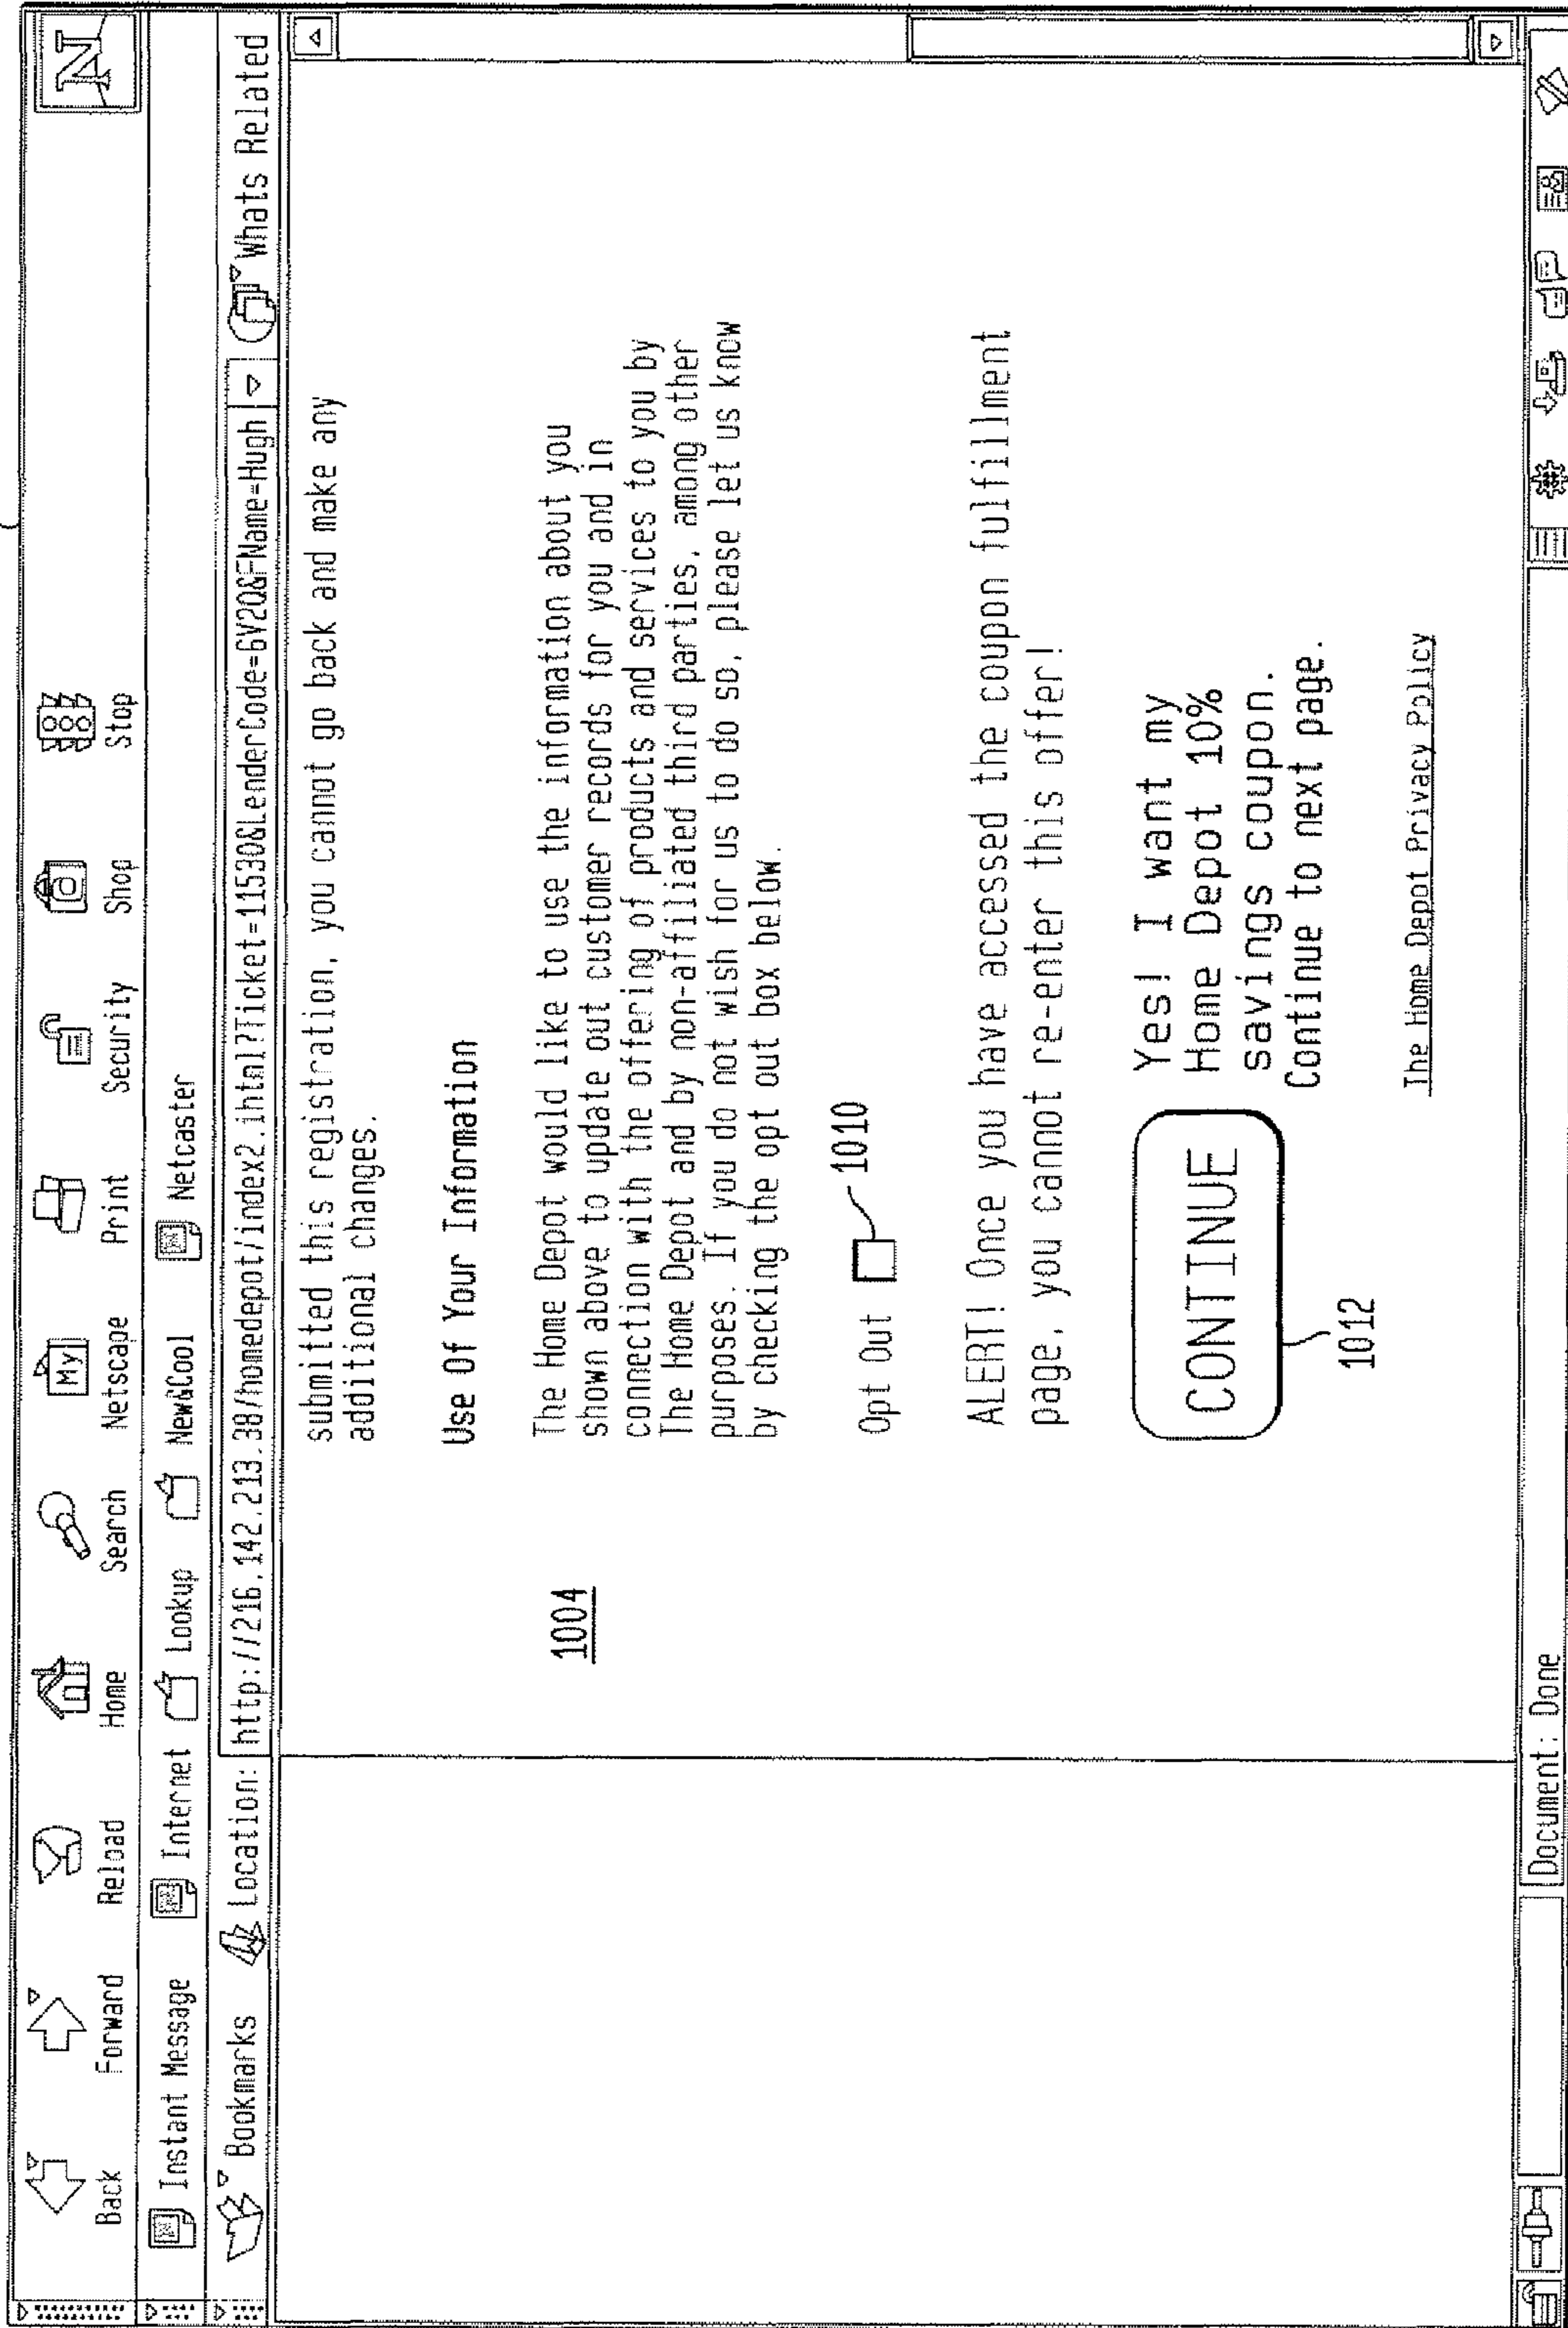 N
Back Forward Reload Home Search Netscape Print Security Shop Stop
My
Instant Message Internet Lookup New&Cool Netcaster
Bookmarks Location: http://216.142.213.38/homedepot/index2.ihtml?Ticket=11530&LenderCode=6V2Q&FName=Hugh Whats Related
submitted this registration, you cannot go back and make any
additional changes.
Use Of Your Information
1004
The Home Depot would like to use the information about you
shown above to update out customer records for you and in
connection with the offering of products and services to you by
The Home Depot and by non-affiliated third parties, among other
purposes. If you do not wish for us to do so, please let us know
by checking the opt out box below.
Opt Out 1010
ALERT! Once you have accessed the coupon fulfillment
page, you cannot re-enter this offer!
CONTINUE
1012
Yes! I want my
Home Depot 10%
savings coupon.
Continue to next page.
The Home Depot Privacy Policy
Document: Done